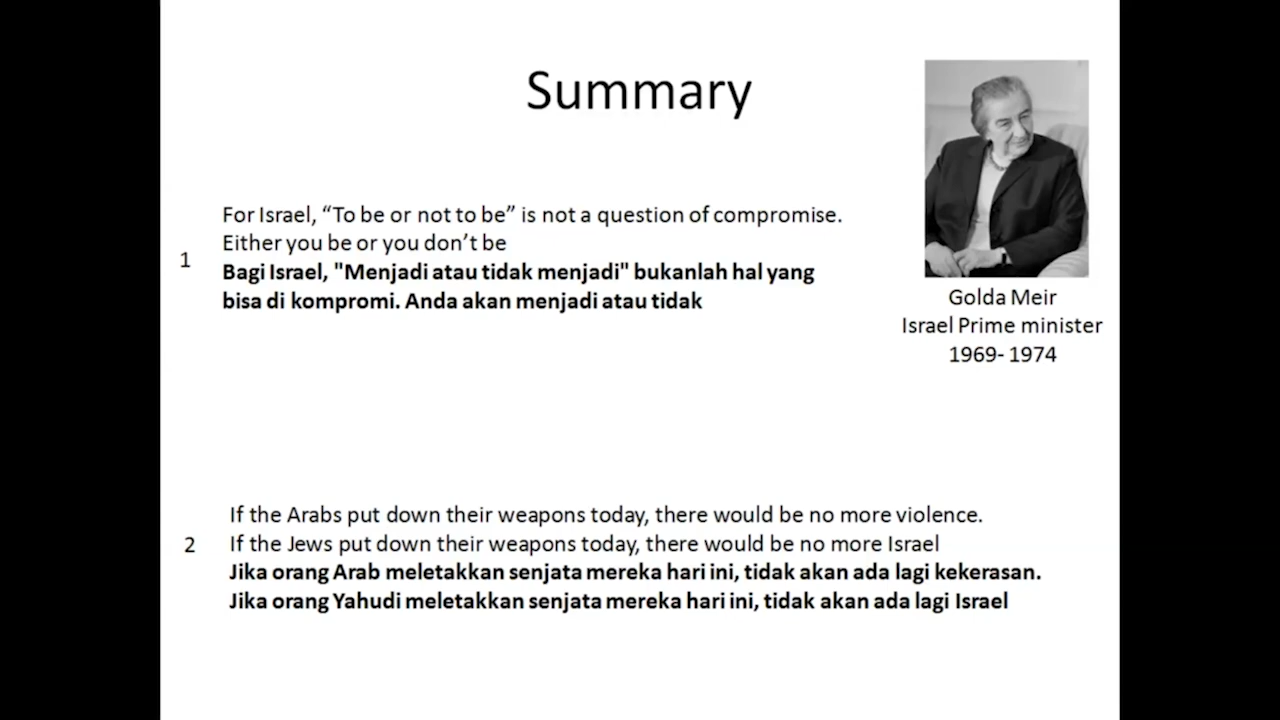 Summary
For Israel, “To be or not to be” is not a question of compromise.
Either you be or you don’t be
1
Bagi Israel, "Menjadi atau tidak menjadi" bukanlah hal yang
bisa di kompromi. Anda akan menjadi atau tidak
Golda Meir
Israel Prime minister
1969- 1974
If the Arabs put down their weapons today, there would be no more violence.
2
If the Jews put down their weapons today, there would be no more Israel
Jika orang Arab meletakkan senjata mereka hari ini, tidak akan ada lagi kekerasan.
Jika orang Yahudi meletakkan senjata mereka hari ini, tidak akan ada lagi Israel